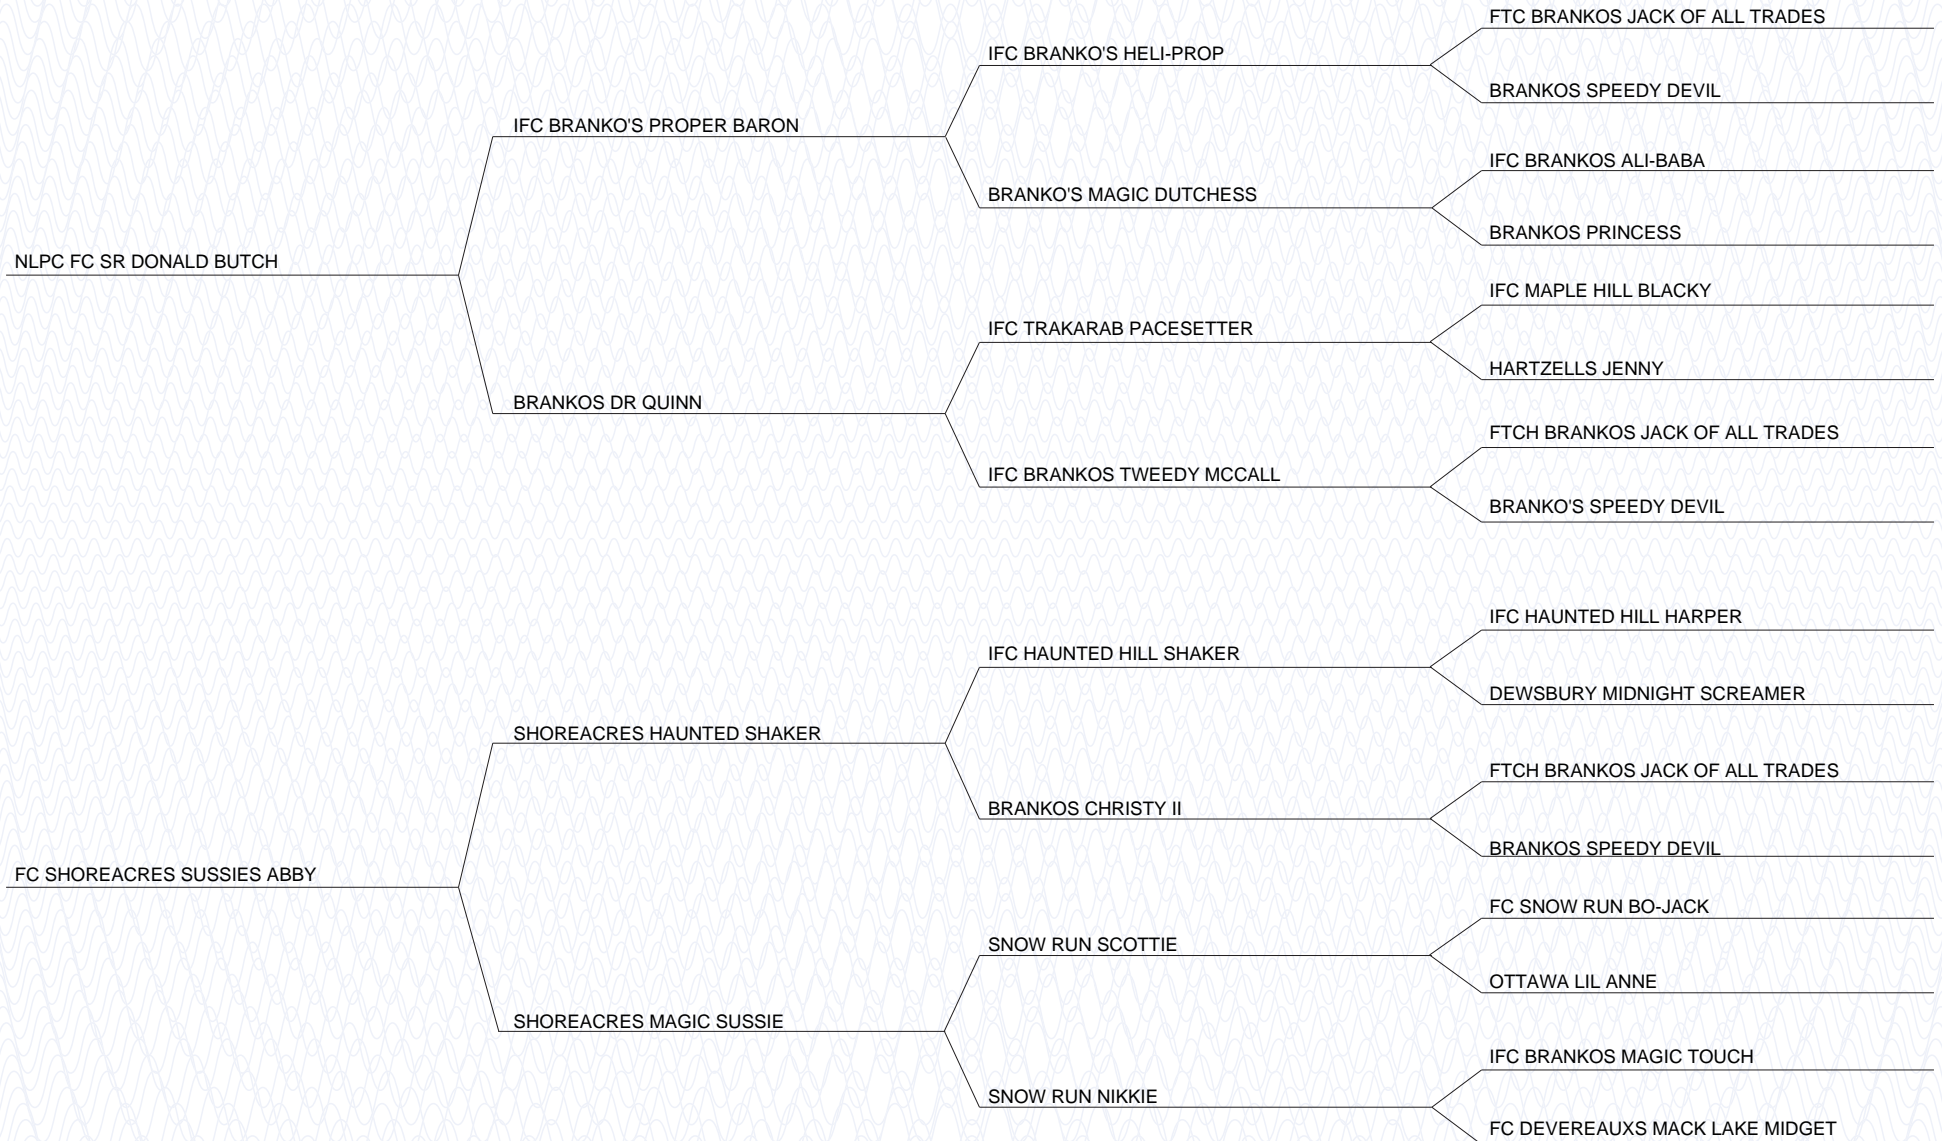 FTC BRANKOS JACK OF ALL TRADES
IFC BRANKO'S HELI-PROP
BRANKOS SPEEDY DEVIL
IFC BRANKO'S PROPER BARON
IFC BRANKOS ALI-BABA
BRANKO'S MAGIC DUTCHESS
BRANKOS PRINCESS
NLPC FC SR DONALD BUTCH
IFC MAPLE HILL BLACKY
IFC TRAKARAB PACESETTER
HARTZELLS JENNY
BRANKOS DR QUINN
FTCH BRANKOS JACK OF ALL TRADES
IFC BRANKOS TWEEDY MCCALL
BRANKO'S SPEEDY DEVIL
IFC HAUNTED HILL HARPER
IFC HAUNTED HILL SHAKER
DEWSBURY MIDNIGHT SCREAMER
SHOREACRES HAUNTED SHAKER
FTCH BRANKOS JACK OF ALL TRADES
BRANKOS CHRISTY II
BRANKOS SPEEDY DEVIL
FC SHOREACRES SUSSIES ABBY
FC SNOW RUN BO-JACK
SNOW RUN SCOTTIE
OTTAWA LIL ANNE
SHOREACRES MAGIC SUSSIE
IFC BRANKOS MAGIC TOUCH
SNOW RUN NIKKIE
FC DEVEREAUXS MACK LAKE MIDGET